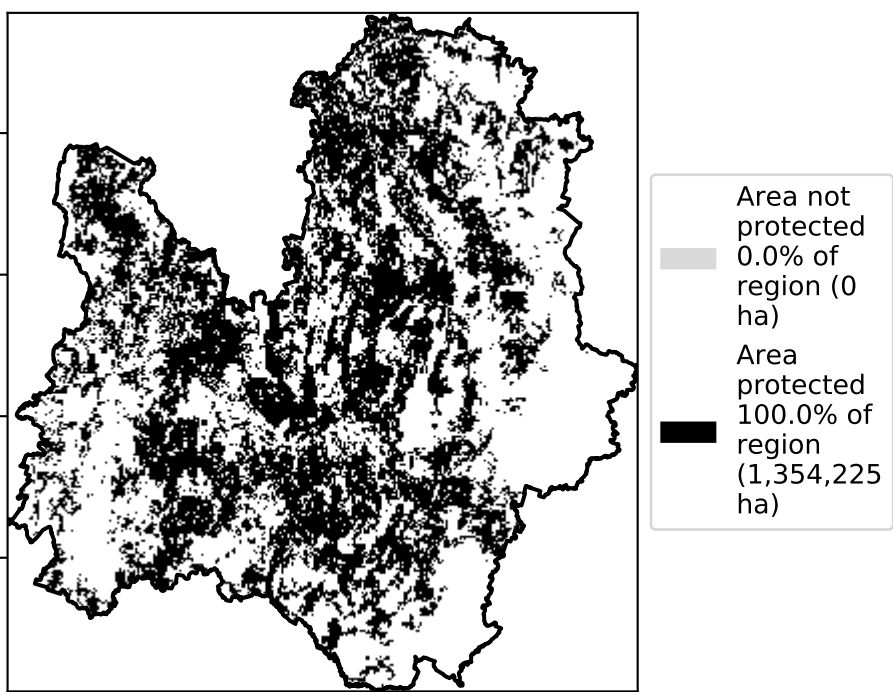 Area not
protected
0.0% of
region (0
ha)
Area
protected
100.0% of
region
(1,354,225
ha)